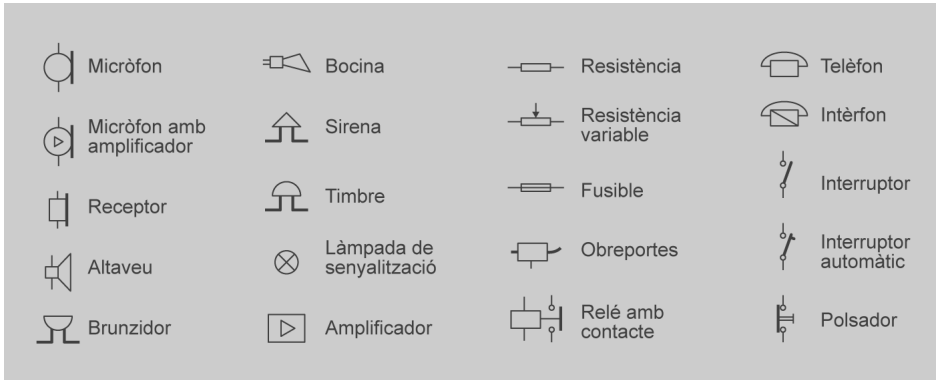 Micròfon
Micròfon amb
amplificador
Receptor
Altaveu
Brunzidor
Bocina
Sirena
Timbre
Làmpada de
senyalització
Amplificador
Resistència
Resistència
variable
Fusible
Obreportes
Relé amb
contacte
Telèfon
Intèrfon
Interruptor
Interruptor
automàtic
Polsador